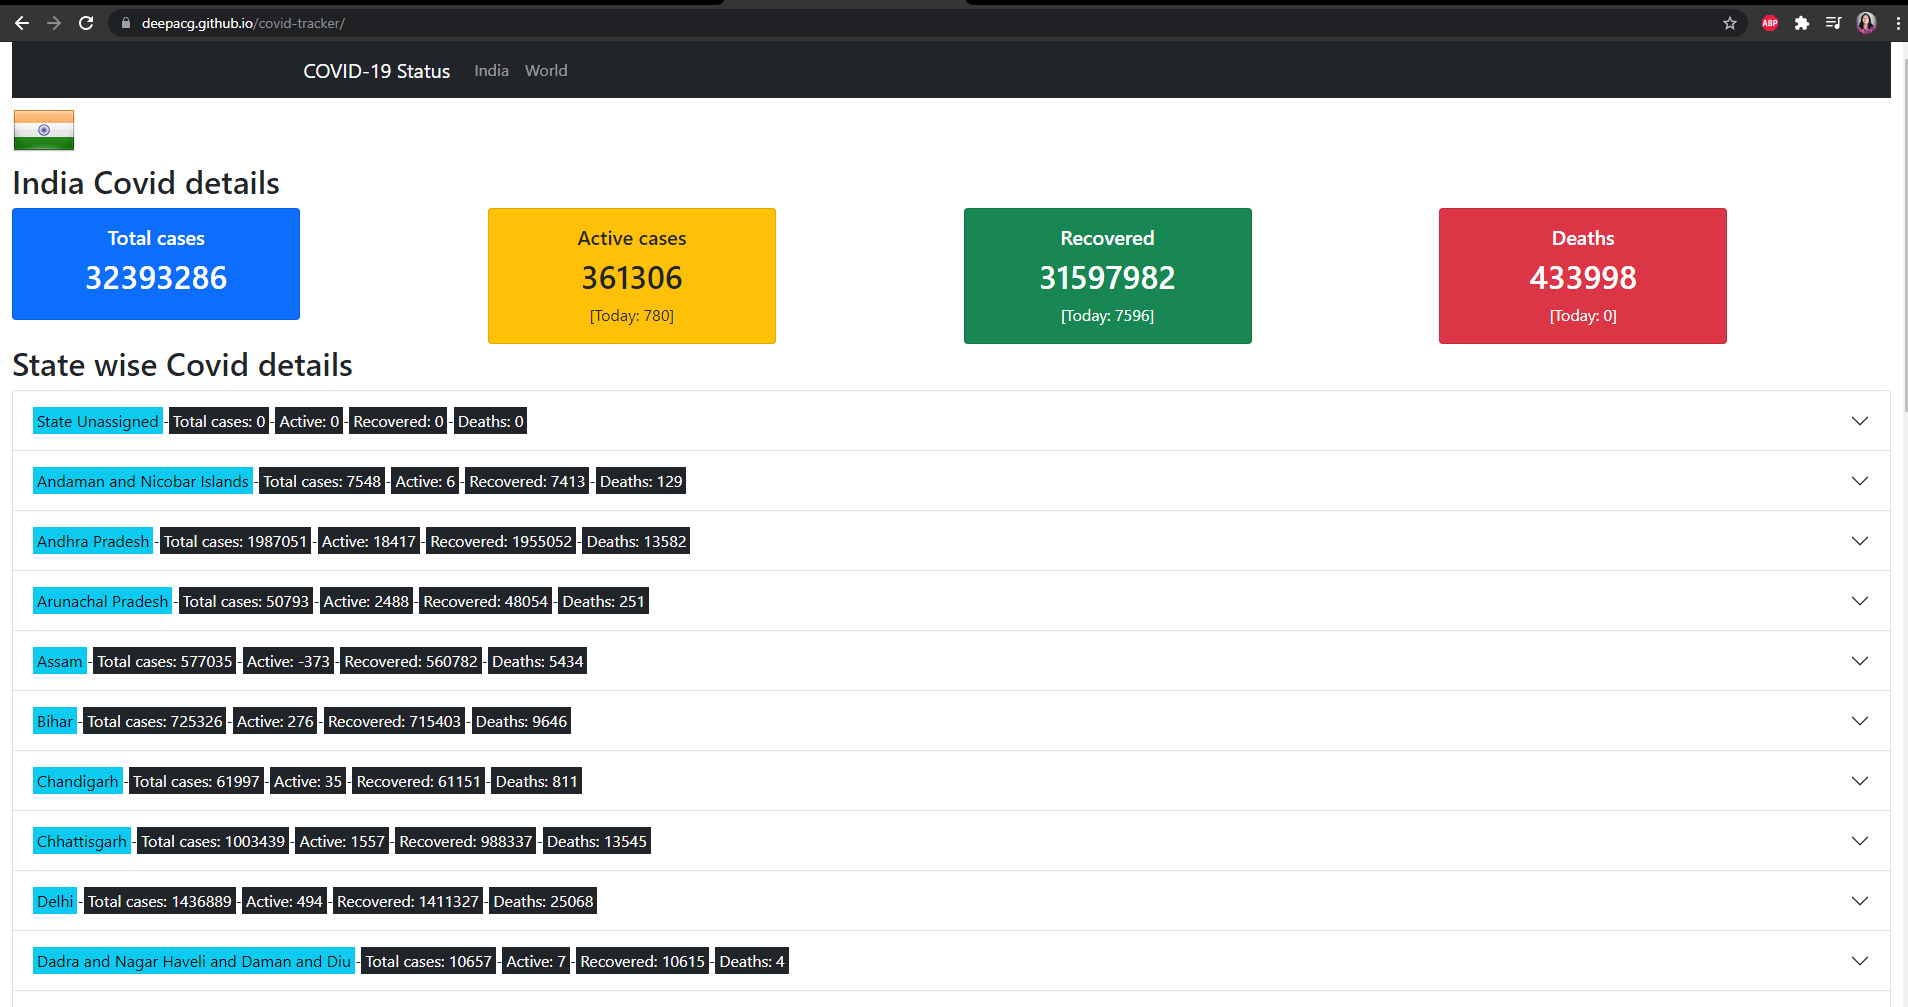 deepacg.github.io/covid-tracker/
ABP
COVID-19 Status India World
India Covid details
Total cases
32393286
Active cases
361306
[Today: 780]
Recovered
31597982
[Today: 7596]
Deaths
433998
[Today: 0]
State wise Covid details
State Unassigned - Total cases: 0 - Active: 0 - Recovered: 0 - Deaths: 0
Andaman and Nicobar Islands - Total cases: 7548 - Active: 6 - Recovered: 7413 - Deaths: 129
Andhra Pradesh - Total cases: 1987051 - Active: 18417 - Recovered: 1955052 - Deaths: 13582
Arunachal Pradesh - Total cases: 50793 - Active: 2488 - Recovered: 48054 - Deaths: 251
Assam - Total cases: 577035 - Active: -373 - Recovered: 560782 - Deaths: 5434
Bihar - Total cases: 725326 - Active: 276 - Recovered: 715403 - Deaths: 9646
Chandigarh - Total cases: 61997 - Active: 35 - Recovered: 61151 - Deaths: 811
Chhattisgarh - Total cases: 1003439 - Active: 1557 - Recovered: 988337 - Deaths: 13545
Delhi - Total cases: 1436889 - Active: 494 - Recovered: 1411327 - Deaths: 25068
Dadra and Nagar Haveli and Daman and Diu - Total cases: 10657 - Active: 7 - Recovered: 10615 - Deaths: 4